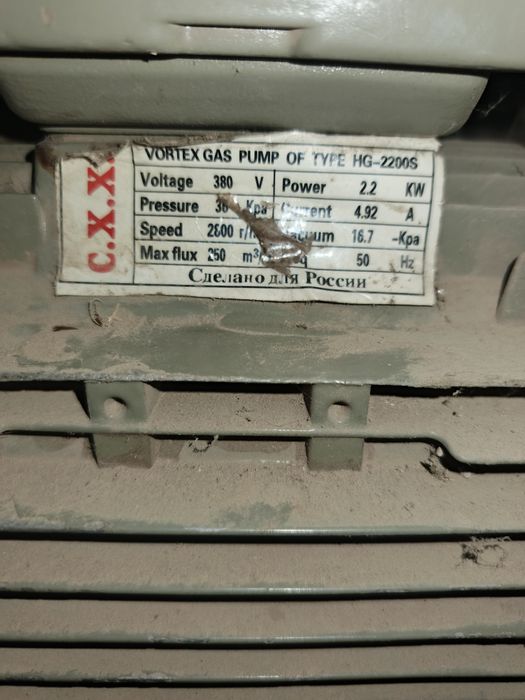 C.X.X.
VORTEX GAS PUMP OF TYPE HG-2200S
Voltage 380 V Power 2.2 KW
Pressure Kpa 4.92 A
Speed 2800 16.7 -Kpa
Max flux 250 50 Hz
Сделано для России